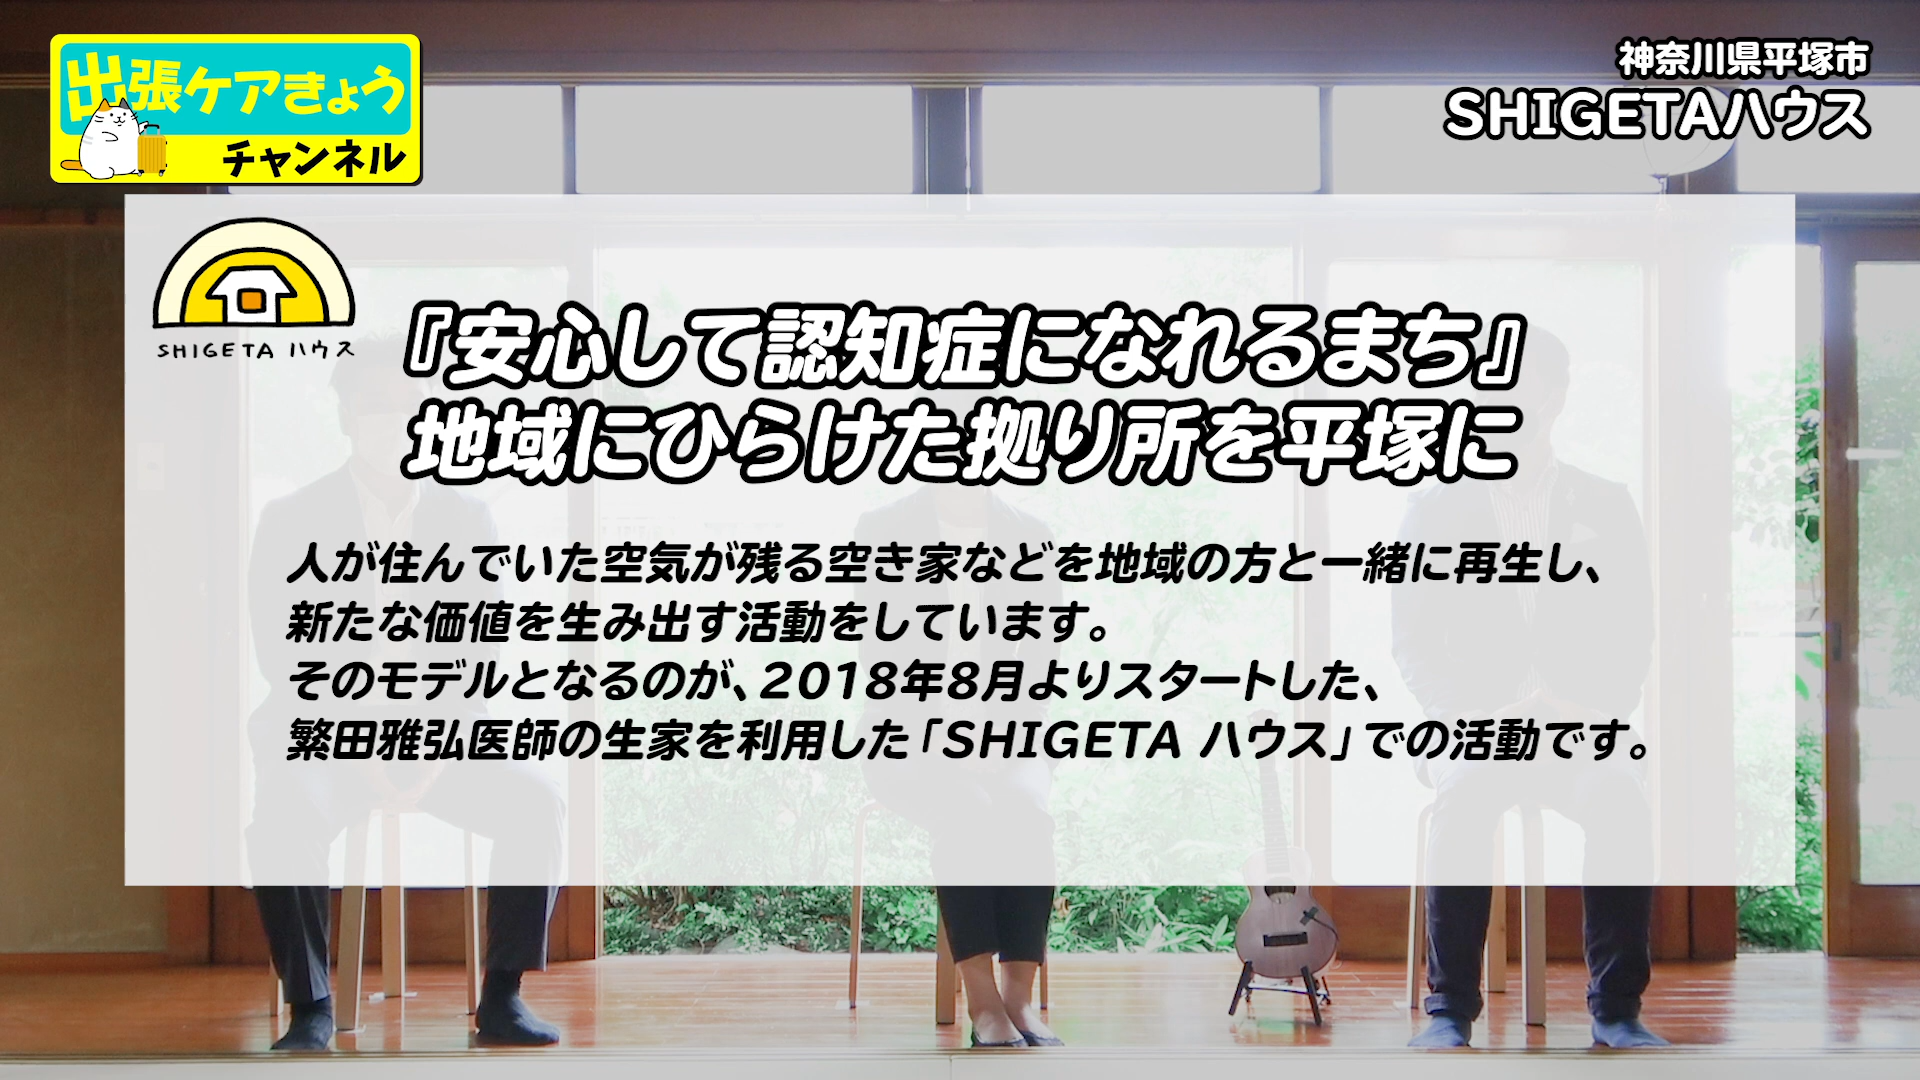 出張ケアきょう
チャンネル
神奈川県平塚市
SHIGETAハウス
SHIGETA ハウス
『安心して認知症になれるまち』
地域にひらけた拠り所を平塚に
人が住んでいた空気が残る空き家などを地域の方と一緒に再生し、
新たな価値を生み出す活動をしています。
そのモデルとなるのが、2018年8月よりスタートした、
繁田雅弘医師の生家を利用した「SHIGETA ハウス」での活動です。